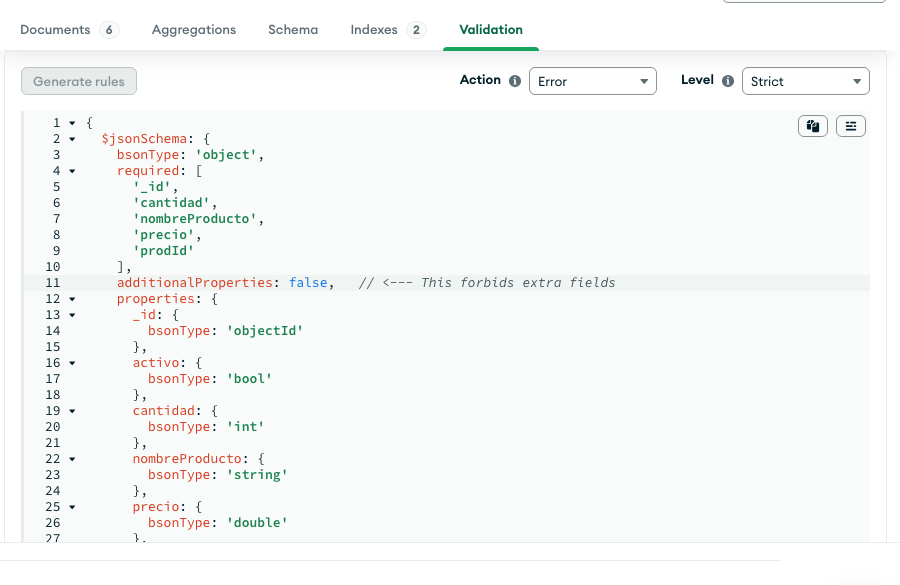 Documents 6 Aggregations Schema Indexes 2 Validation
Generate rules Action Error Level Strict
1 {
2 $jsonSchema: {
3 bsonType: 'object',
4 required: [
5 '_id',
6 'cantidad',
7 'nombreProducto',
8 'precio',
9 'prodId'
10 ],
11 additionalProperties: false, // <--- This forbids extra fields
12 properties: {
13 _id: {
14 bsonType: 'objectId'
15 },
16 activo: {
17 bsonType: 'bool'
18 },
19 cantidad: {
20 bsonType: 'int'
21 },
22 nombreProducto: {
23 bsonType: 'string'
24 },
25 precio: {
26 bsonType: 'double'
27 },